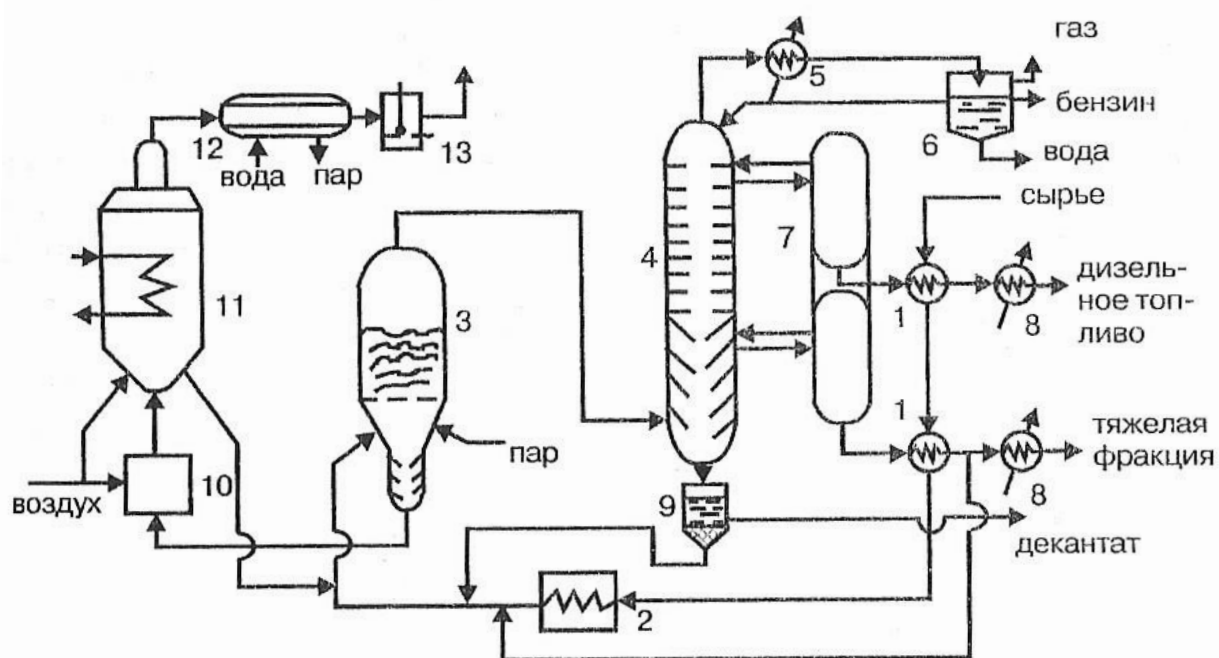 газ
5
бензин
12
13
6
вода
пар
вода
сырье
4
7
11
3
дизель-
ное топ-
ливо
1
8
1
тяжелая
фракция
пар
10
воздух
9
8
декантат
2